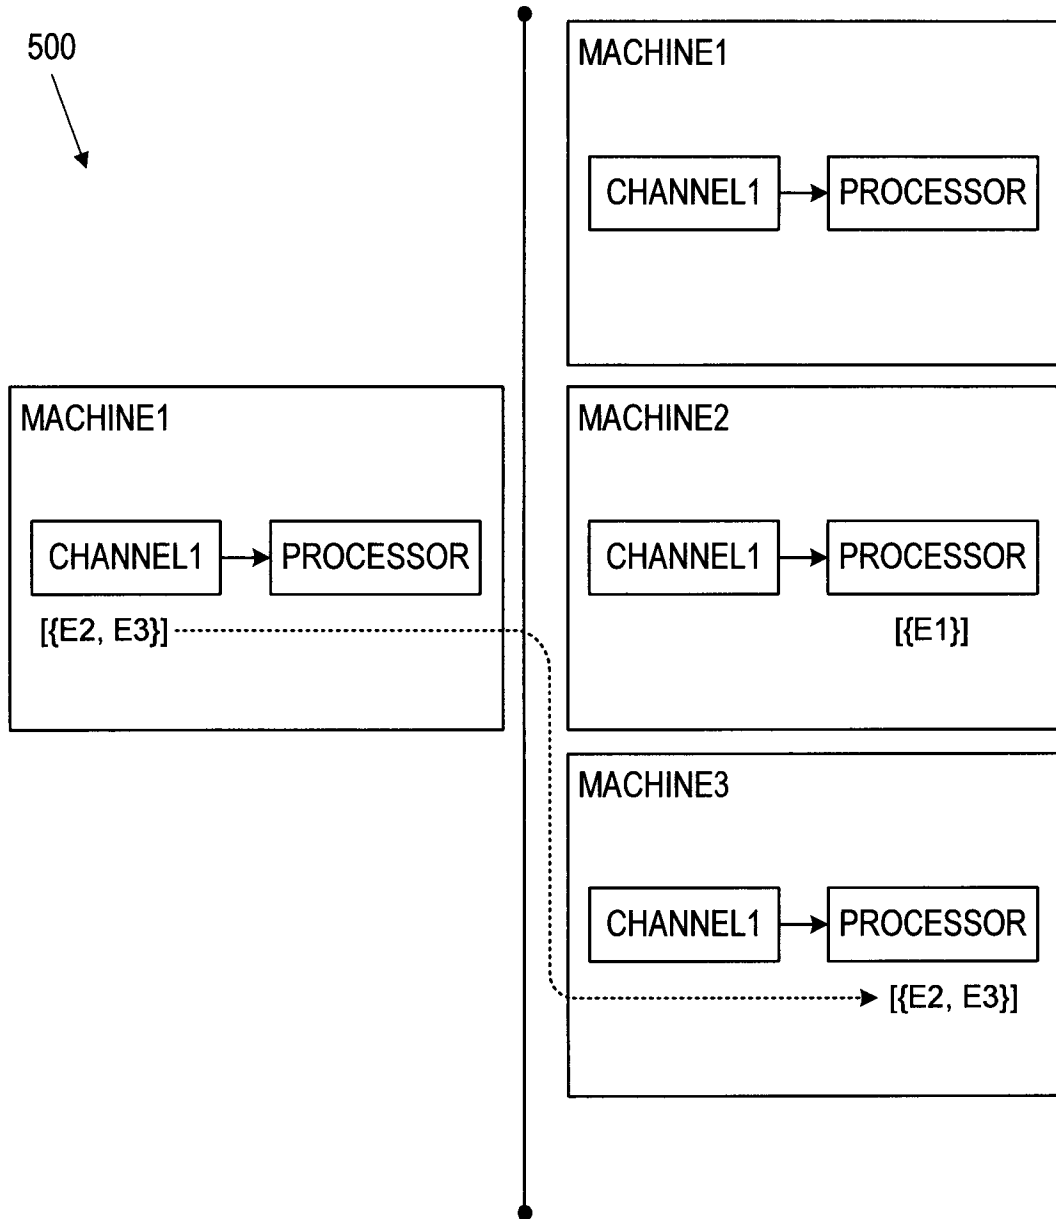 500
MACHINE1
CHANNEL1
PROCESSOR
[{E2, E3}]
MACHINE1
CHANNEL1
PROCESSOR
MACHINE2
CHANNEL1
PROCESSOR
[{E1}]
MACHINE3
CHANNEL1
PROCESSOR
[{E2, E3}]